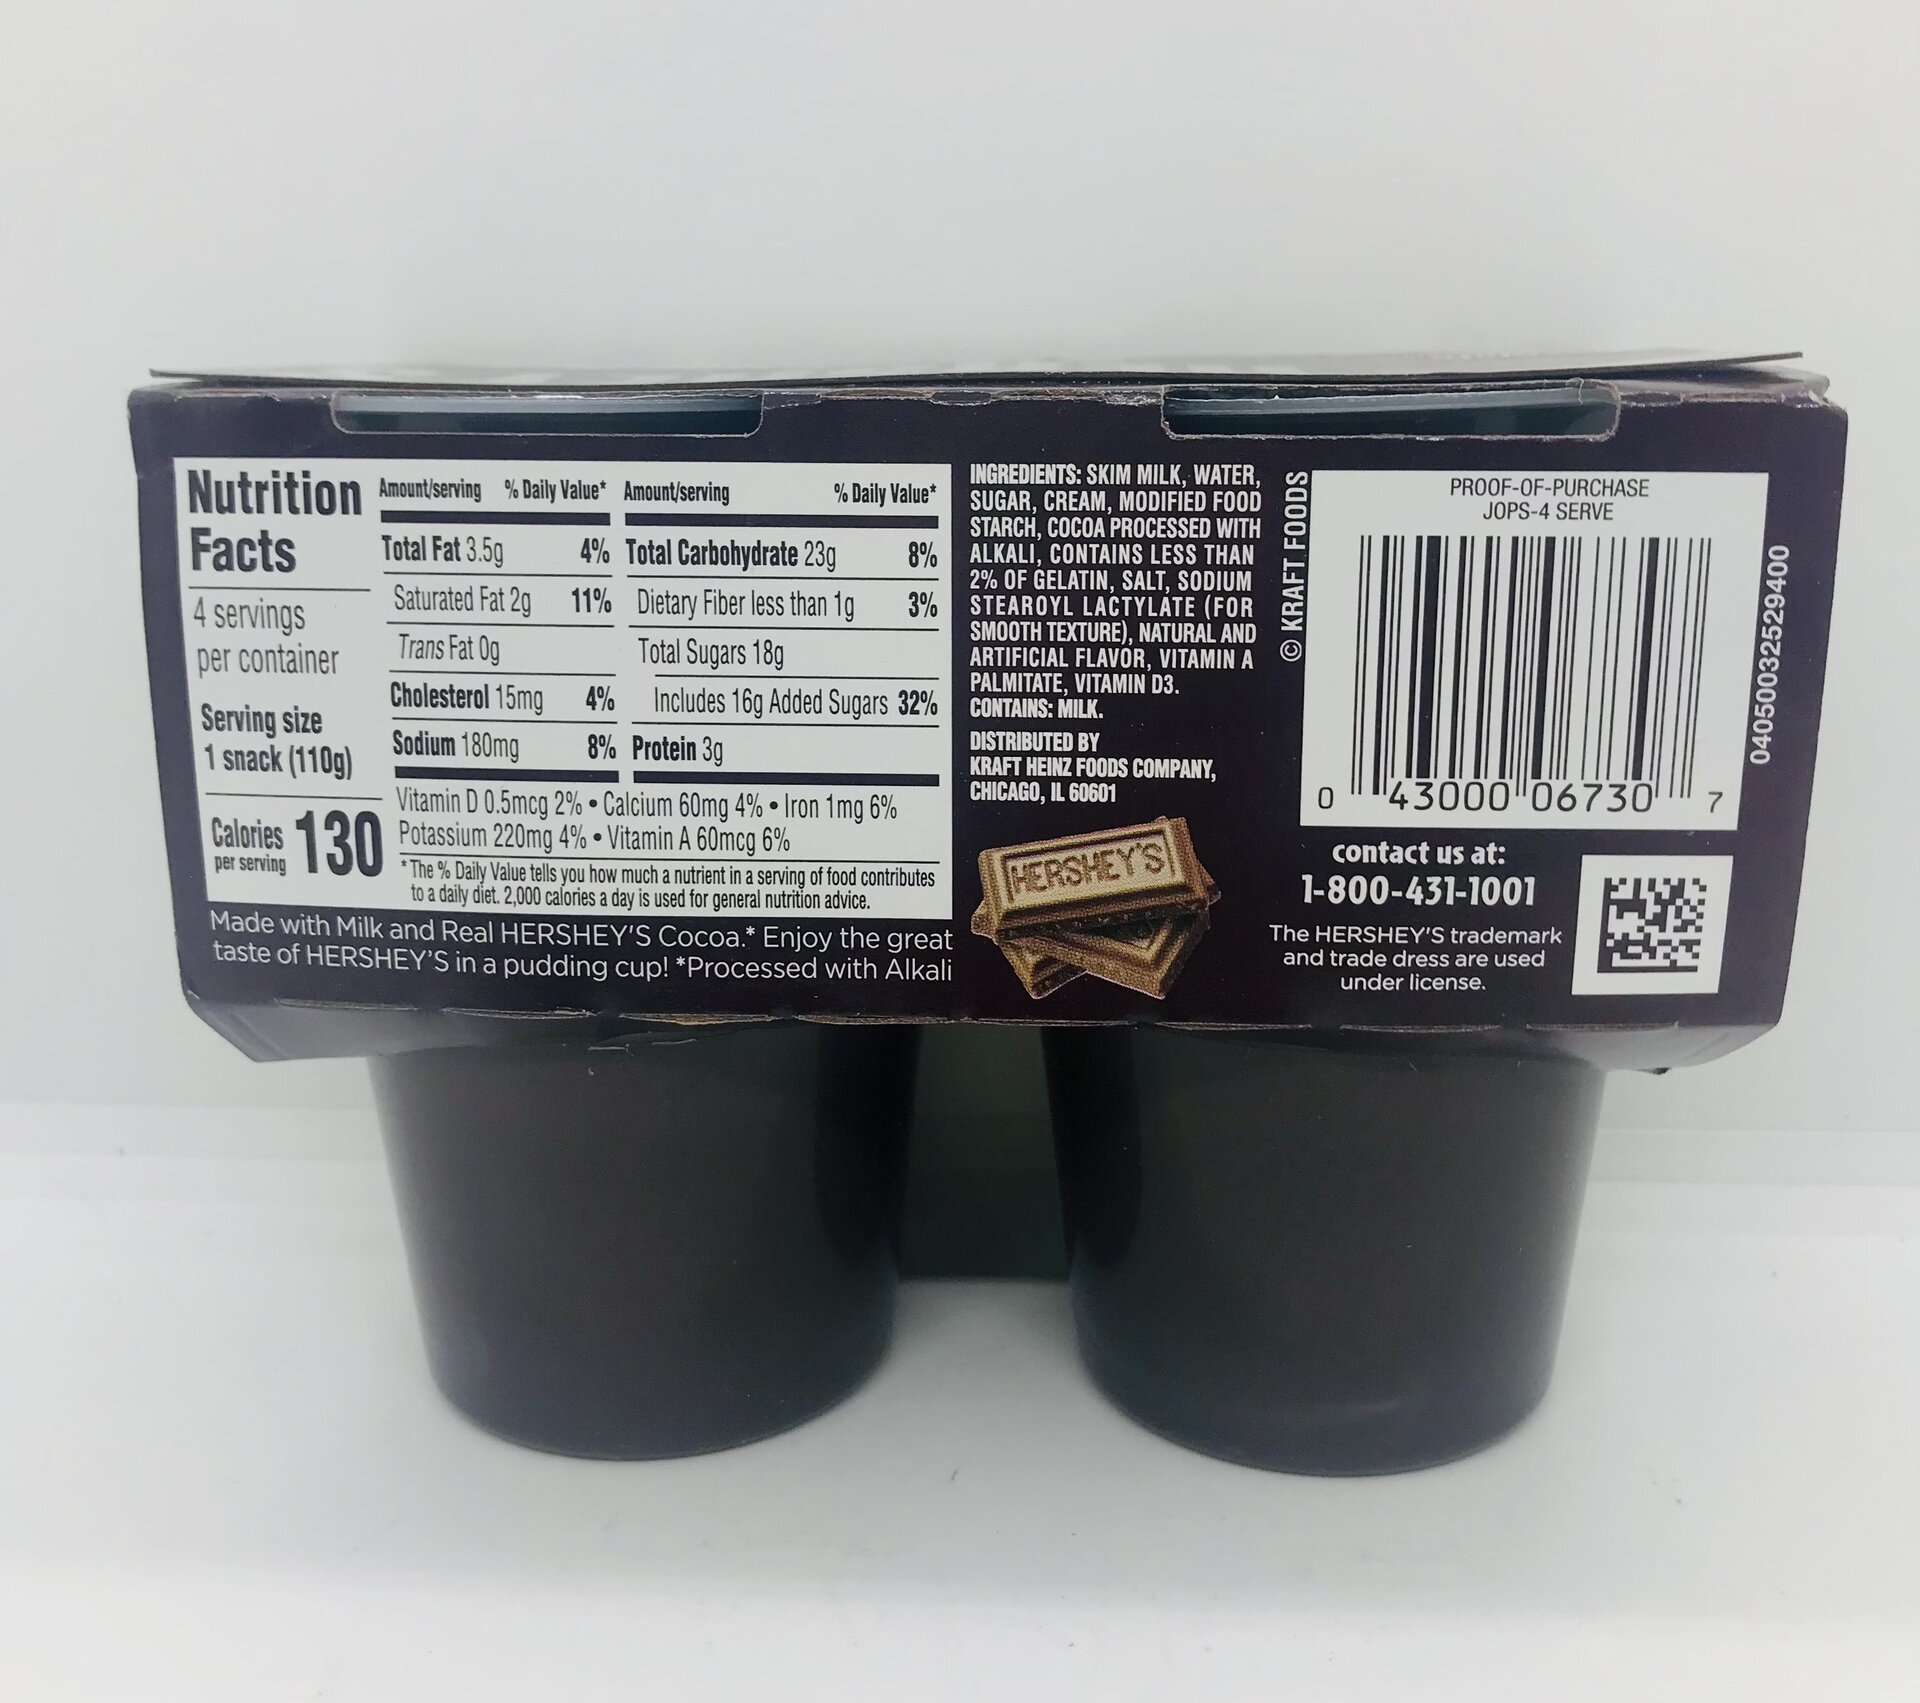 Nutrition
Facts
4 servings
per container
Serving size
1 snack (110g)
Calories 130
per serving
Amount/serving % Daily Value*
Total Fat 3.5g 4%
Saturated Fat 2g 11%
Trans Fat 0g
Cholesterol 15mg 4%
Sodium 180mg 8%
Amount/serving % Daily Value*
Total Carbohydrate 23g 8%
Dietary Fiber less than 1g 3%
Total Sugars 18g
Includes 16g Added Sugars 32%
Protein 3g
Vitamin D 0.5mcg 2% • Calcium 60mg 4% • Iron 1mg 6%
Potassium 220mg 4% • Vitamin A 60mcg 6%
* The % Daily Value tells you how much a nutrient in a serving of food contributes
to a daily diet. 2,000 calories a day is used for general nutrition advice.
Made with Milk and Real HERSHEY'S Cocoa.* Enjoy the great
taste of HERSHEY'S in a pudding cup! *Processed with Alkali
INGREDIENTS: SKIM MILK, WATER,
SUGAR, CREAM, MODIFIED FOOD
STARCH, COCOA PROCESSED WITH
ALKALI, CONTAINS LESS THAN
2% OF GELATIN, SALT, SODIUM
STEAROYL LACTYLATE (FOR
SMOOTH TEXTURE), NATURAL AND
ARTIFICIAL FLAVOR, VITAMIN A
PALMITATE, VITAMIN D3.
CONTAINS: MILK.
DISTRIBUTED BY
KRAFT HEINZ FOODS COMPANY,
CHICAGO, IL 60601
HERSHEY'S
© KRAFT FOODS
PROOF-OF-PURCHASE
JOPS-4 SERVE
0 43000 06730 7
040500032529400
contact us at:
1-800-431-1001
The HERSHEY'S trademark
and trade dress are used
under license.